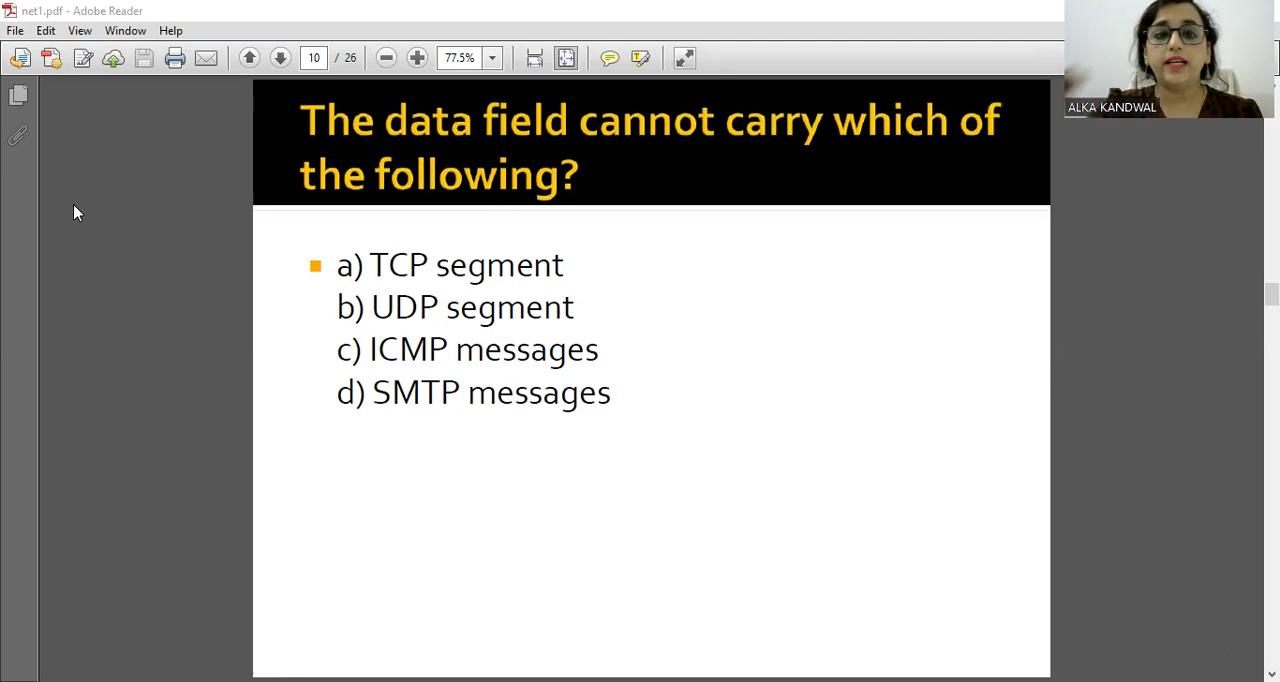 net1.pdf - Adobe Reader
File Edit View Window Help
10 / 26 77.5%
ALKA KANDWAL
The data field cannot carry which of
the following?
a) TCP segment
b) UDP segment
c) ICMP messages
d) SMTP messages